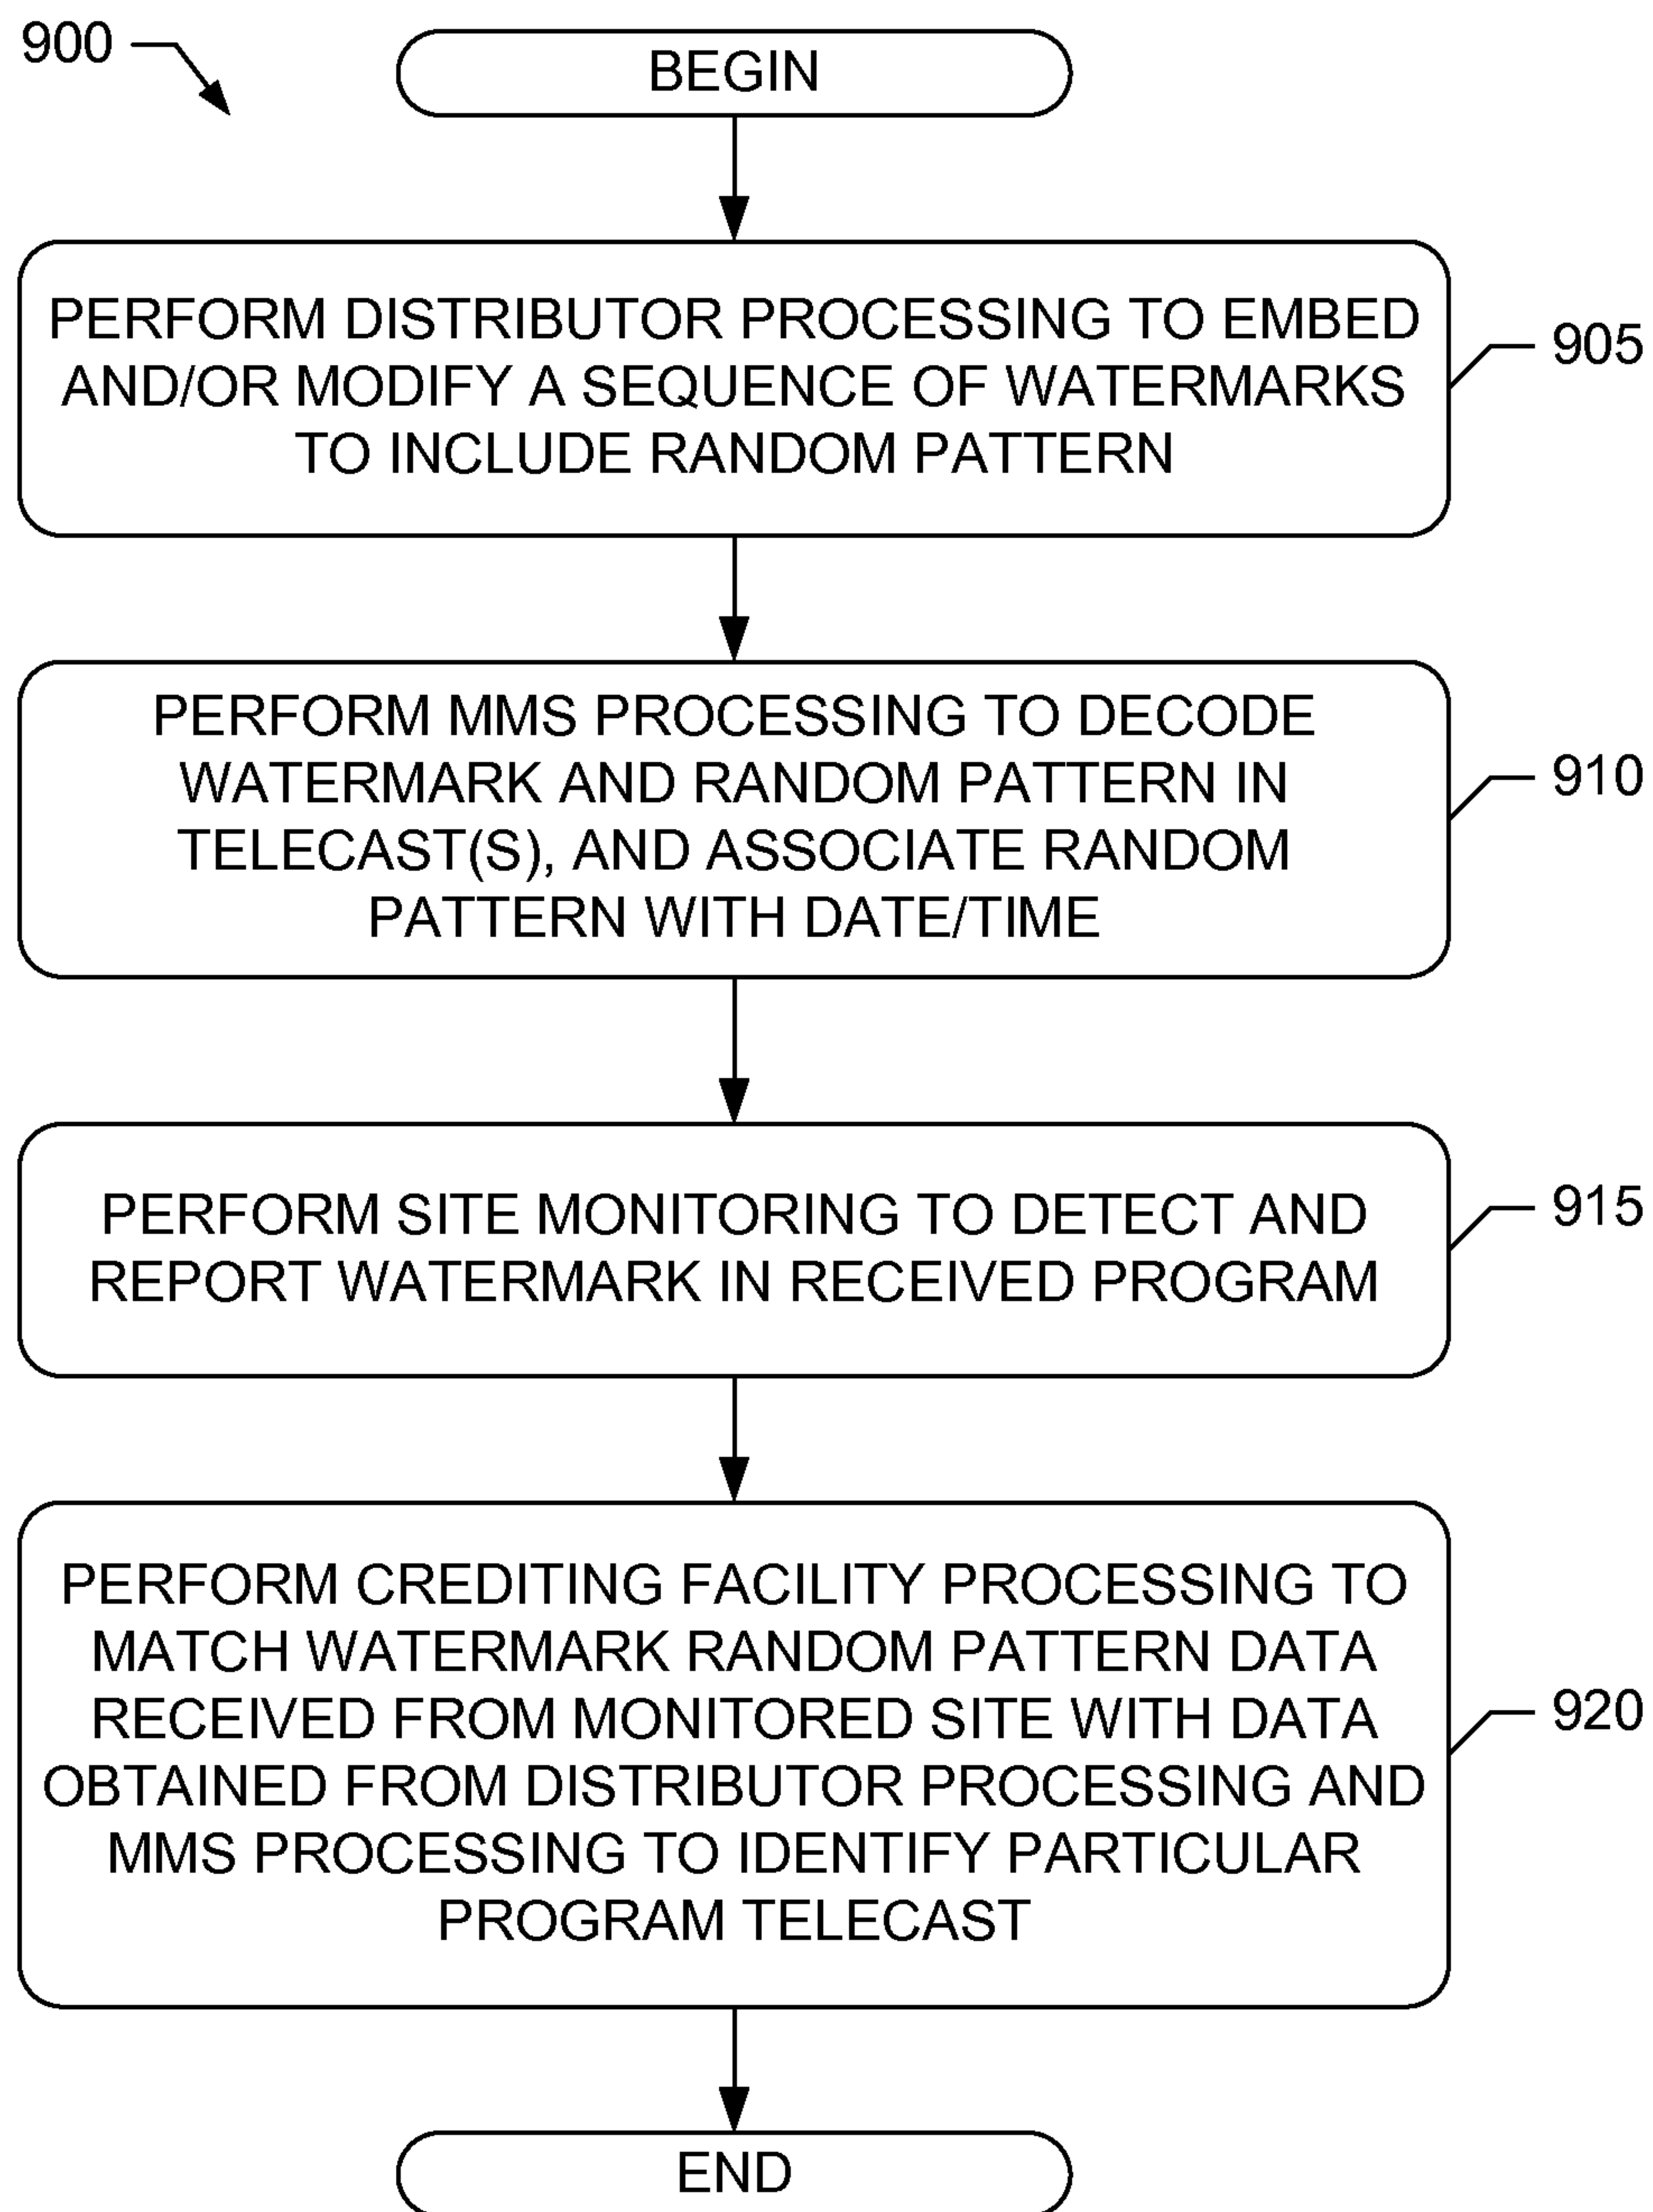 900
BEGIN
PERFORM DISTRIBUTOR PROCESSING TO EMBED
AND/OR MODIFY A SEQUENCE OF WATERMARKS
TO INCLUDE RANDOM PATTERN
905
PERFORM MMS PROCESSING TO DECODE
WATERMARK AND RANDOM PATTERN IN
TELECAST(S), AND ASSOCIATE RANDOM
PATTERN WITH DATE/TIME
910
PERFORM SITE MONITORING TO DETECT AND
REPORT WATERMARK IN RECEIVED PROGRAM
915
PERFORM CREDITING FACILITY PROCESSING TO
MATCH WATERMARK RANDOM PATTERN DATA
RECEIVED FROM MONITORED SITE WITH DATA
OBTAINED FROM DISTRIBUTOR PROCESSING AND
MMS PROCESSING TO IDENTIFY PARTICULAR
PROGRAM TELECAST
920
END